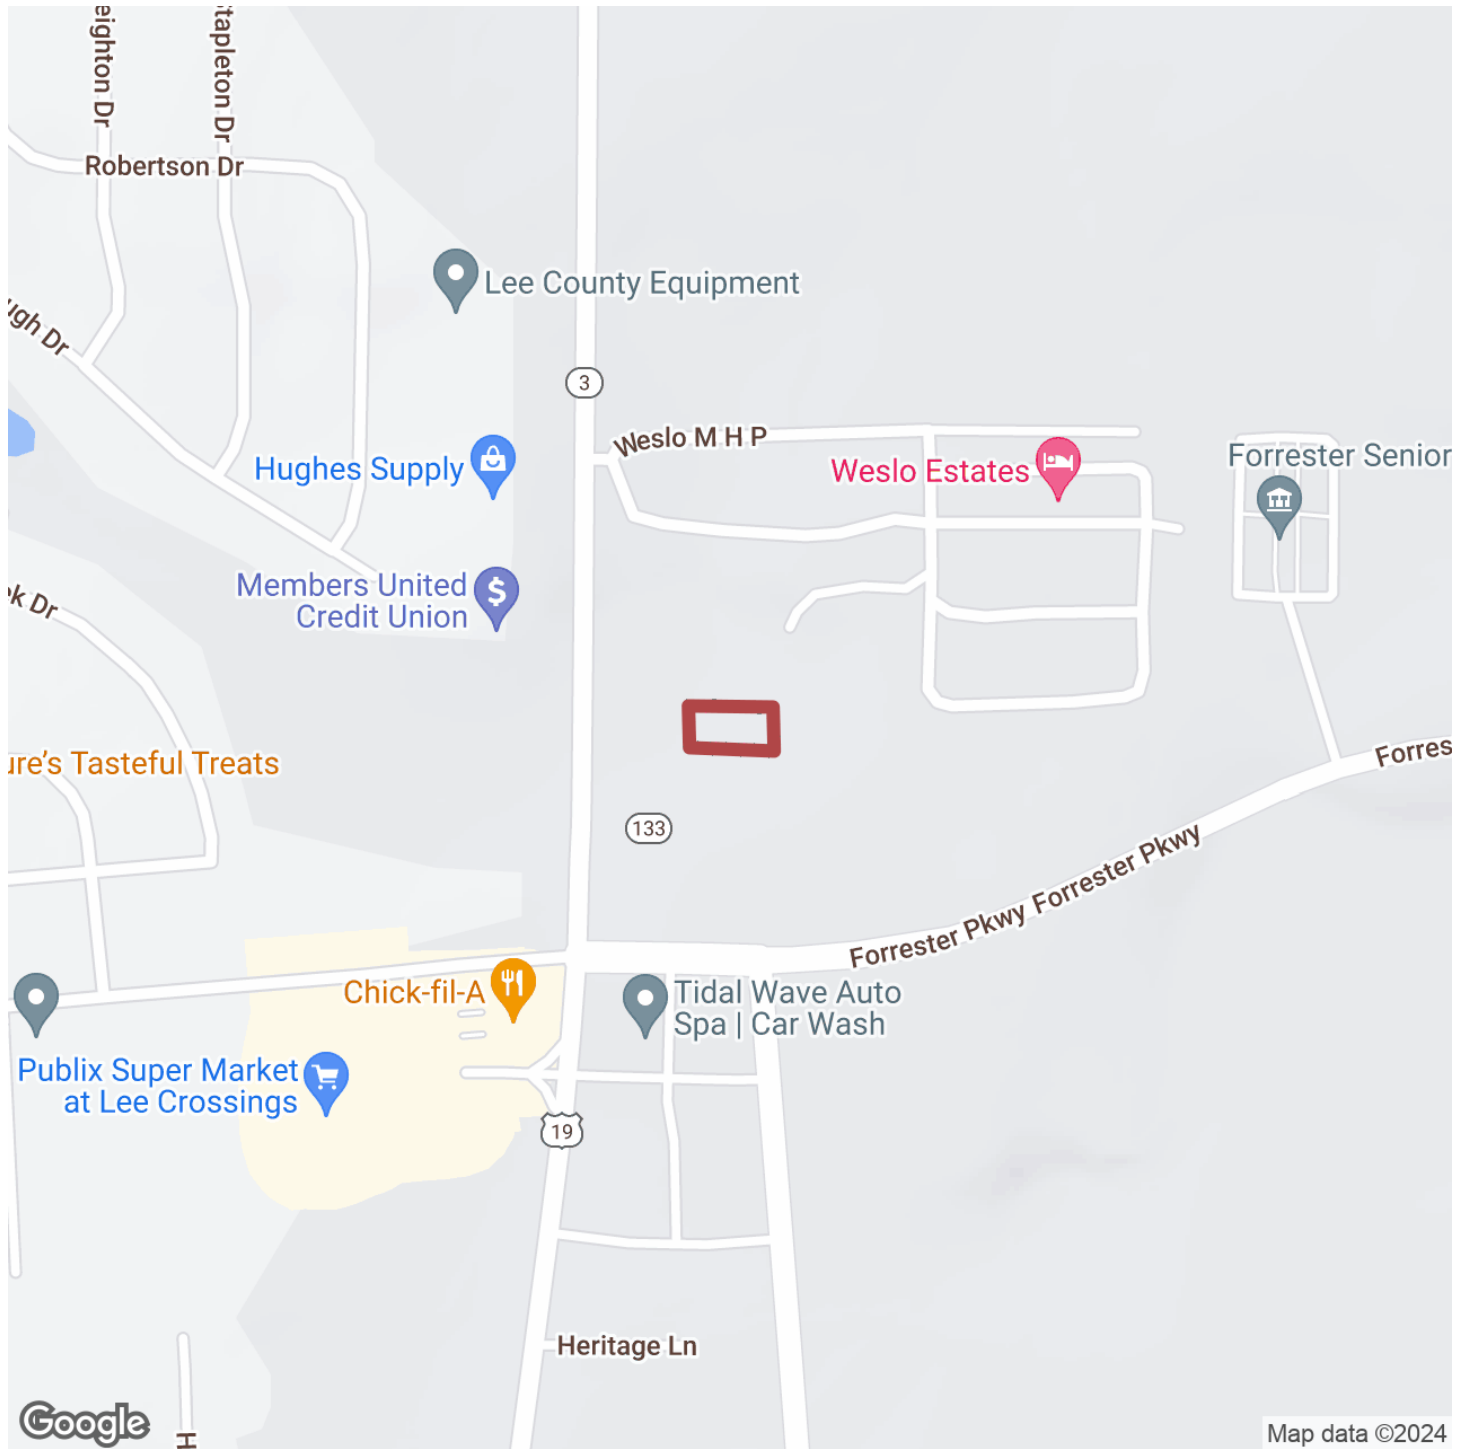 eighton Dr
tapleton Dr
Robertson Dr
Lee County Equipment
ugh Dr
3
Weslo M H P
Hughes Supply
Weslo Estates
Forrester Senior
Members United
Credit Union
ek Dr
ure's Tasteful Treats
Forres
133
Forrester Pkwy
Forrester Pkwy
Chick-fil-A
Tidal Wave Auto
Spa | Car Wash
Publix Super Market
at Lee Crossings
19
Heritage Ln
Google
H
Map data ©2024